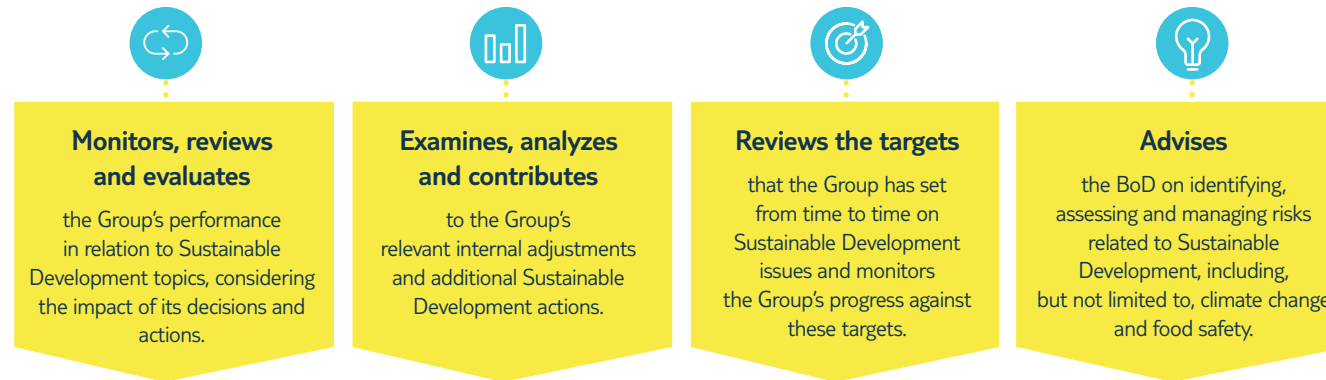 Monitors, reviews
and evaluates
the Group's performance
in relation to Sustainable
Development topics, considering
the impact of its decisions and
actions.
Examines, analyzes
and contributes
to the Group's
relevant internal adjustments
and additional Sustainable
Development actions.
Reviews the targets
that the Group has set
from time to time on
Sustainable Development
issues and monitors
the Group's progress against
these targets.
Advises
the BoD on identifying,
assessing and managing risks
related to Sustainable
Development, including,
but not limited to, climate change
and food safety.